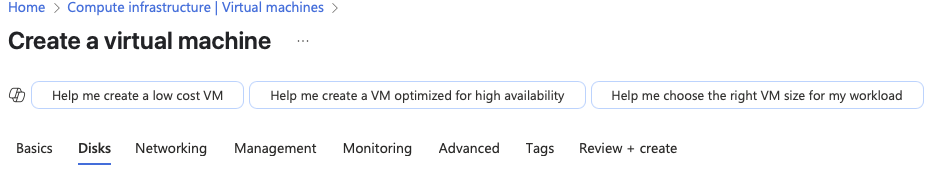 Home > Compute infrastructure | Virtual machines >
Create a virtual machine ...
Help me create a low cost VM Help me create a VM optimized for high availability Help me choose the right VM size for my workload
Basics Disks Networking Management Monitoring Advanced Tags Review + create